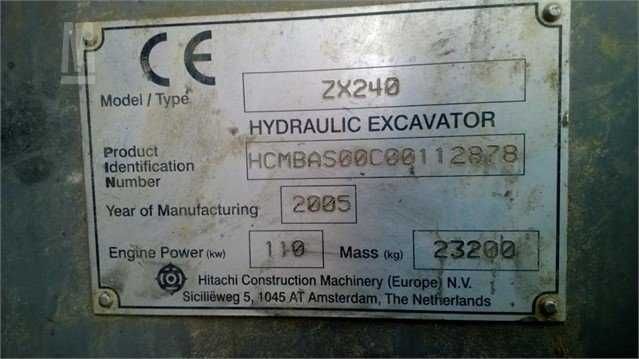 CE
Model / Type ZX240
HYDRAULIC EXCAVATOR
Product
Identification HCMBAS00C00112878
Number
Year of Manufacturing 2005
Engine Power (kw) 110 Mass (kg) 23200
Hitachi Construction Machinery (Europe) N.V.
Siciliëweg 5, 1045 AT Amsterdam, The Netherlands